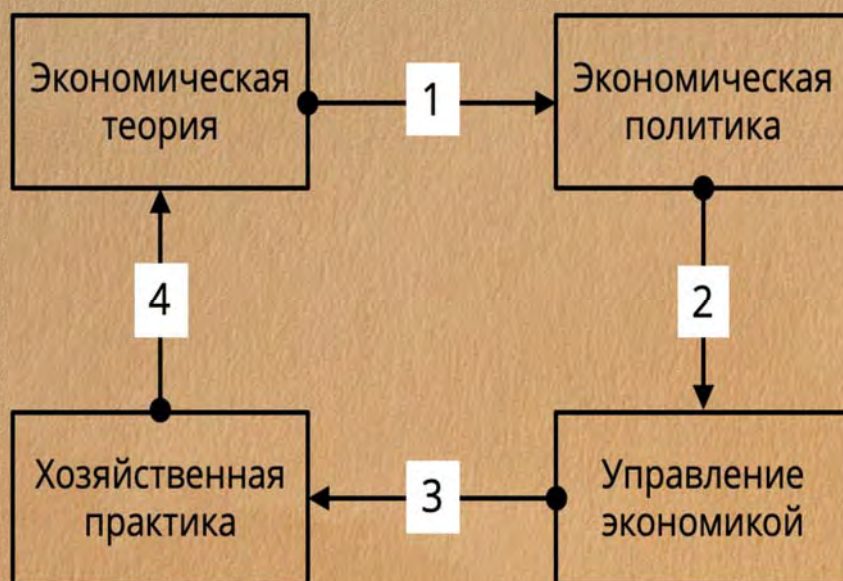 Экономическая
теория
1
Экономическая
политика
4
2
Хозяйственная
практика
3
Управление
экономикой